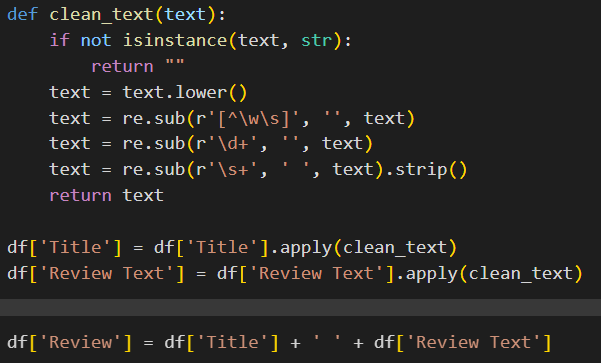 def clean_text(text):
    if not isinstance(text, str):
        return ""
    text = text.lower()
    text = re.sub(r'[^\w\s]', '', text)
    text = re.sub(r'\d+', '', text)
    text = re.sub(r'\s+', ' ', text).strip()
    return text
df['Title'] = df['Title'].apply(clean_text)
df['Review Text'] = df['Review Text'].apply(clean_text)
df['Review'] = df['Title'] + ' ' + df['Review Text']